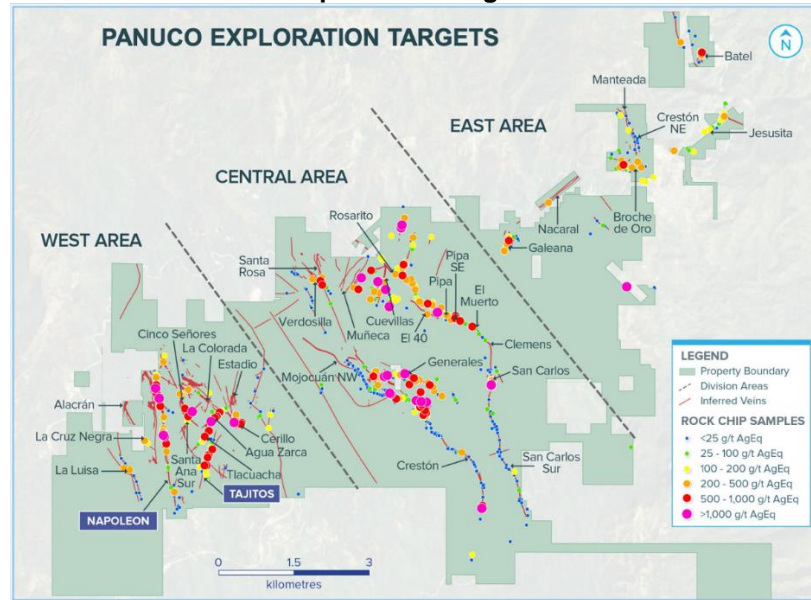 PANUCO EXPLORATION TARGETS
N
Batel
Manteada
Crestón
NE
Jesusita
EAST AREA
CENTRAL AREA
Rosarito
Nacaral
Broche
de Oro
Galeana
WEST AREA
Santa
Rosa
Pipa
SE
Pipa
El
Muerto
Verdosilla
Muñeca
Cuevillas
El 40
Clemens
Cinco Señores
La Colorada
Estadio
Mojocuán NW
Generales
San Carlos
Alacrán
La Cruz Negra
Cerillo
Agua Zarca
La Luisa
Santa
Ana
Sur
Tlacuacha
Crestón
San Carlos
Sur
NAPOLEON
TAJITOS
0 1.5 3
kilometres
LEGEND
Property Boundary
Division Areas
Inferred Veins
ROCK CHIP SAMPLES
<25 g/t AgEq
25 - 100 g/t AgEq
100 - 200 g/t AgEq
200 - 500 g/t AgEq
500 - 1,000 g/t AgEq
>1,000 g/t AgEq